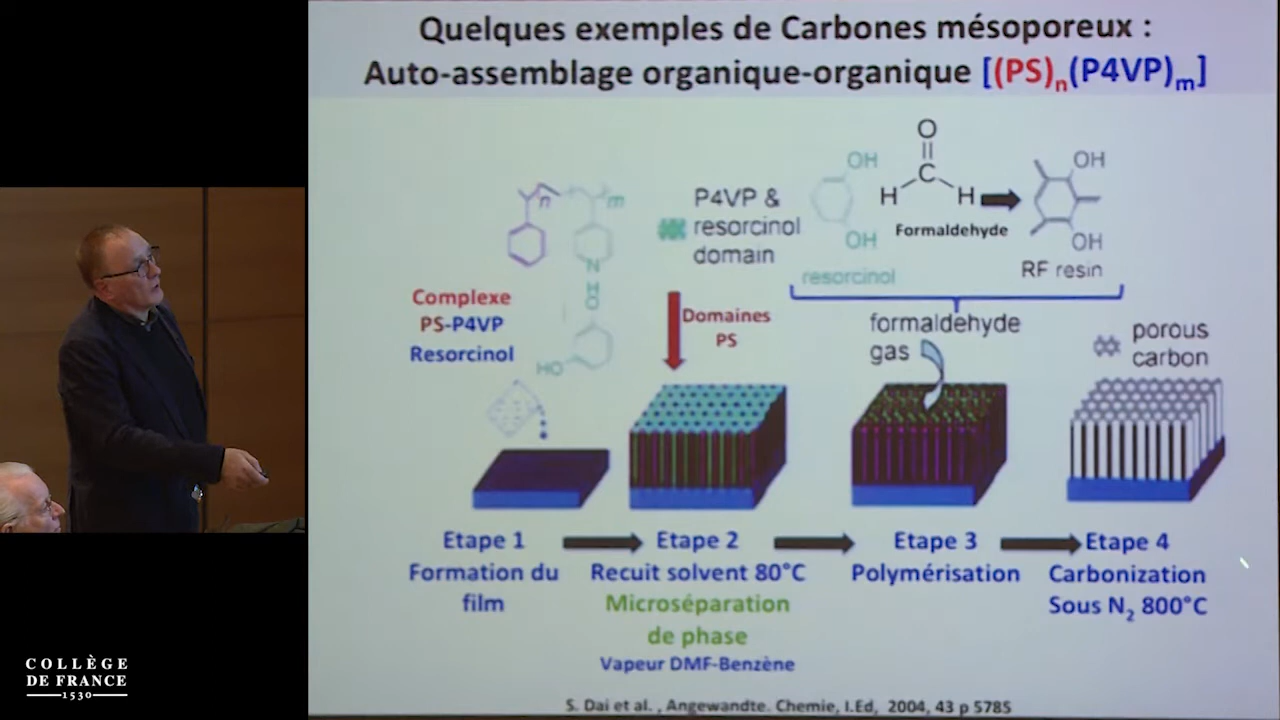 Quelques exemples de Carbones mésoporeux :
Auto-assemblage organique-organique [(PS)n(P4VP)m]
n
m
N
HO
HO
P4VP &
resorcinol
domain
OH
OH
resorcinol
O
C
H
H
Formaldehyde
OH
OH
RF resin
Complexe
PS-P4VP
Resorcinol
Domaines
PS
formaldehyde
gas
porous
carbon
Etape 1
Formation du
film
Etape 2
Recuit solvent 80°C
Microséparation
de phase
Vapeur DMF-Benzène
Etape 3
Polymérisation
Etape 4
Carbonization
Sous N2 800°C
S. Dai et al. , Angewandte. Chemie, I.Ed, 2004, 43 p 5785
COLLÈGE
DE FRANCE
1530